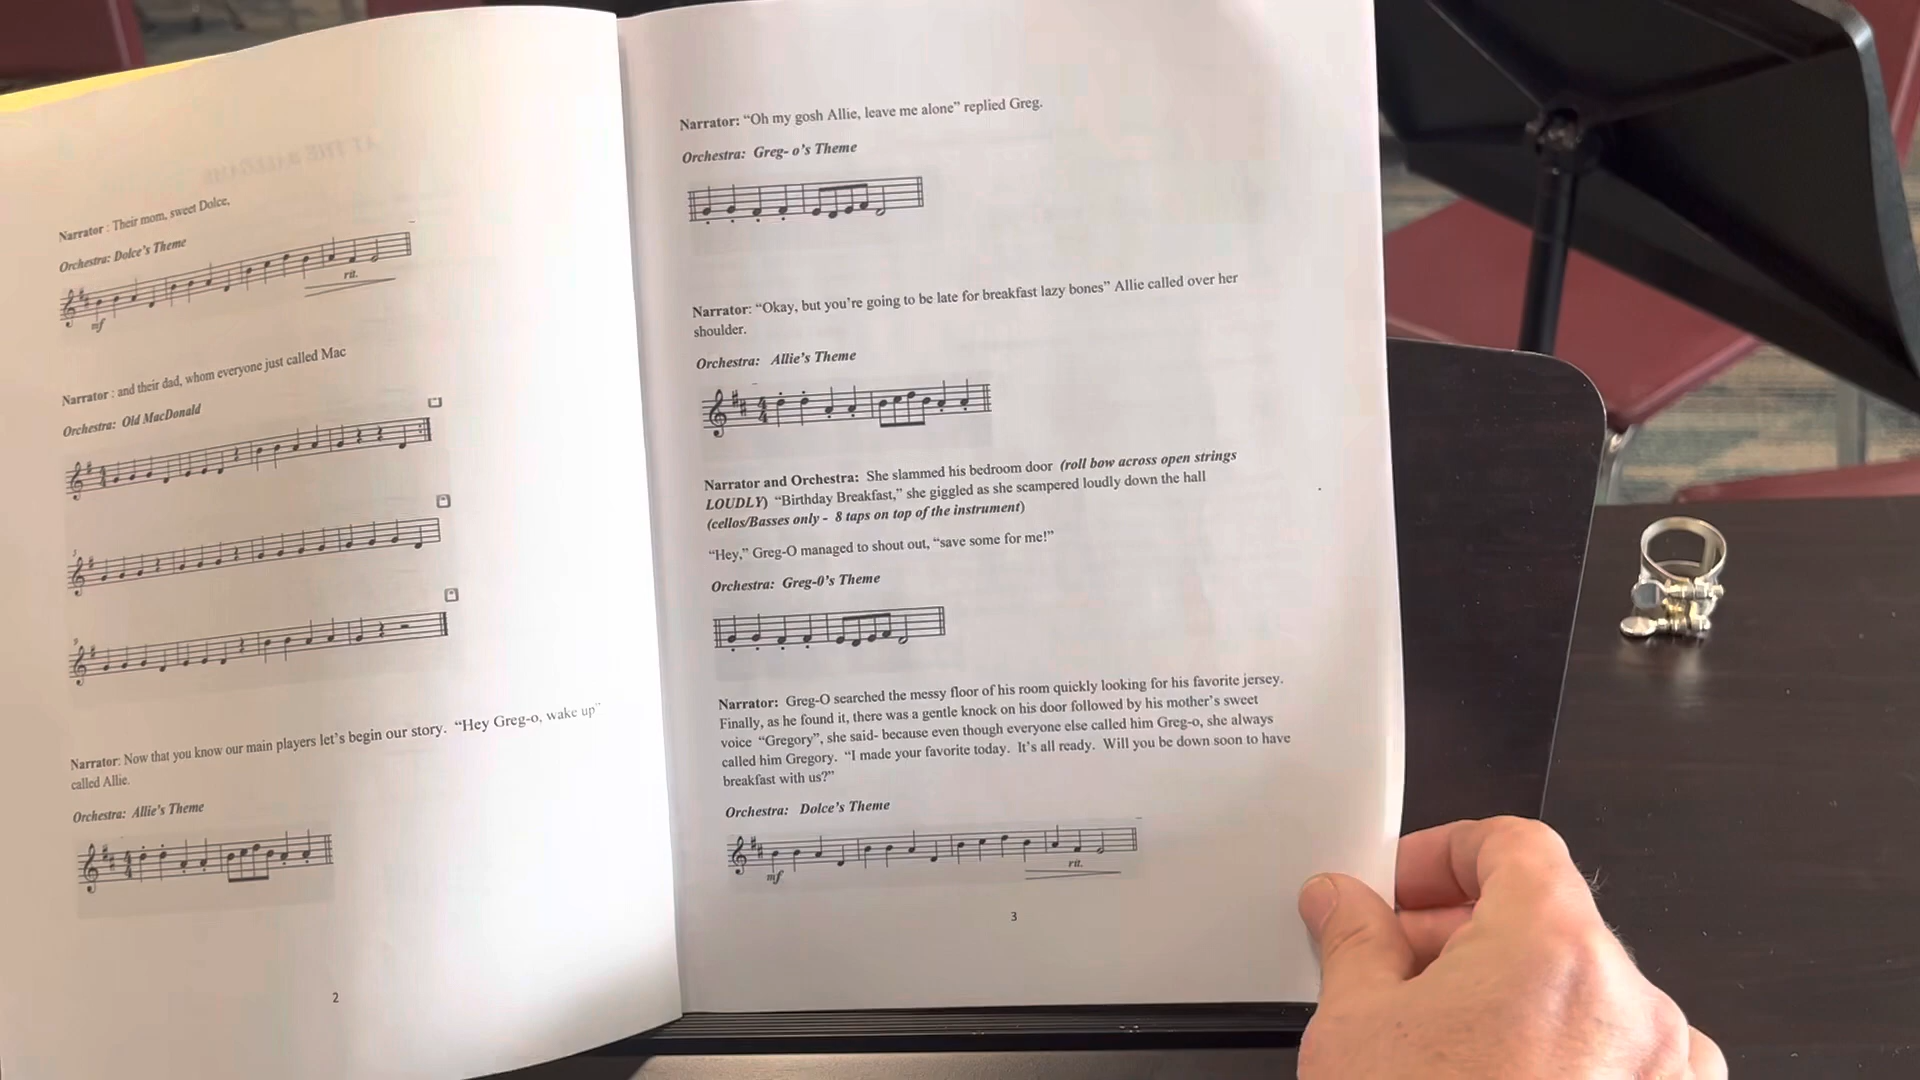 Narrator : Their mom, sweet Dolce,
Orchestra: Dolce's Theme
mf
rit.
Narrator : and their dad, whom everyone just called Mac
Orchestra: Old MacDonald
5
9
Narrator: Now that you know our main players let's begin our story. “Hey Greg-o, wake up”
called Allie.
Orchestra: Allie's Theme
2
Narrator: “Oh my gosh Allie, leave me alone” replied Greg.
Orchestra: Greg- o's Theme
Narrator: “Okay, but you're going to be late for breakfast lazy bones” Allie called over her
shoulder.
Orchestra: Allie's Theme
Narrator and Orchestra: She slammed his bedroom door (roll bow across open strings
LOUDLY) “Birthday Breakfast,” she giggled as she scampered loudly down the hall
(cellos/Basses only - 8 taps on top of the instrument)
“Hey,” Greg-O managed to shout out, “save some for me!”
Orchestra: Greg-0's Theme
Narrator: Greg-O searched the messy floor of his room quickly looking for his favorite jersey.
Finally, as he found it, there was a gentle knock on his door followed by his mother's sweet
voice “Gregory”, she said- because even though everyone else called him Greg-o, she always
called him Gregory. “I made your favorite today. It's all ready. Will you be down soon to have
breakfast with us?”
Orchestra: Dolce's Theme
mf
rit.
3